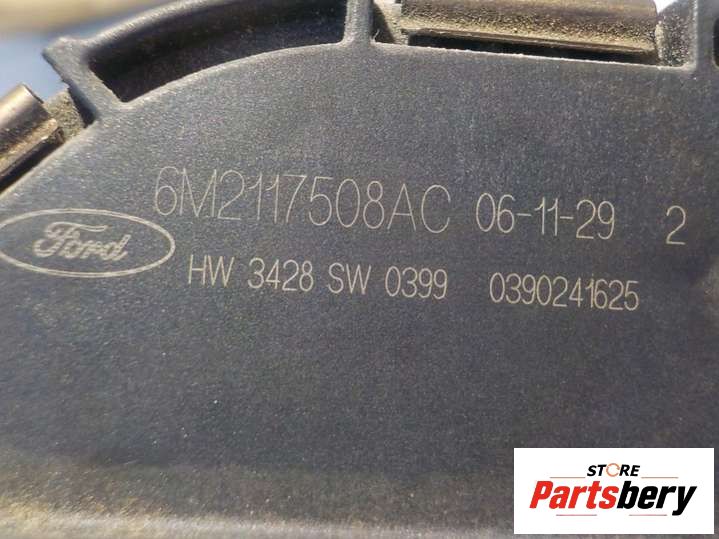 6M2117508AC 06-11-29 2
Ford
HW 3428 SW 0399 0390241625
STORE
Partsbery